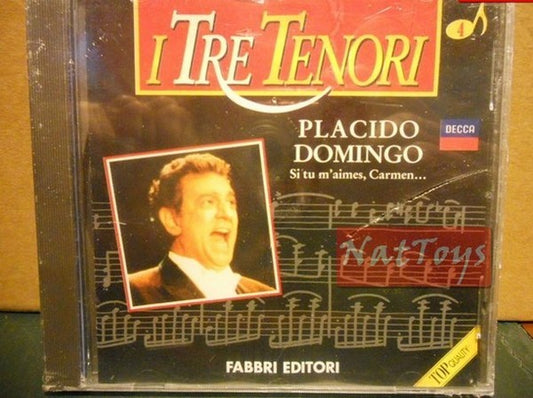 I TRE TENORI
4
PLACIDO
DOMINGO
DECCA
Si tu m'aimes, Carmen...
NatToys
FABBRI EDITORI
TOP QUALITY